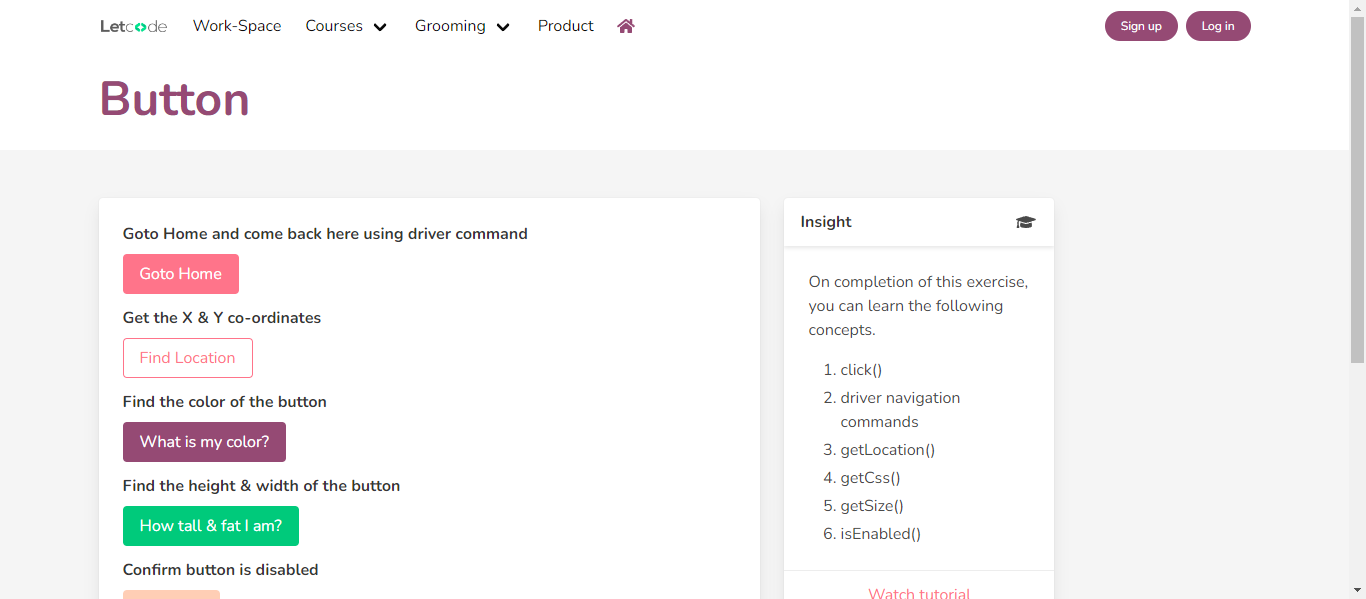 Letcode Work-Space Courses Grooming Product Sign up Log in
Button
Goto Home and come back here using driver command
Goto Home
Get the X & Y co-ordinates
Find Location
Find the color of the button
What is my color?
Find the height & width of the button
How tall & fat I am?
Confirm button is disabled
Insight
On completion of this exercise,
you can learn the following
concepts.
1. click()
2. driver navigation
commands
3. getLocation()
4. getCss()
5. getSize()
6. isEnabled()
Watch tutorial